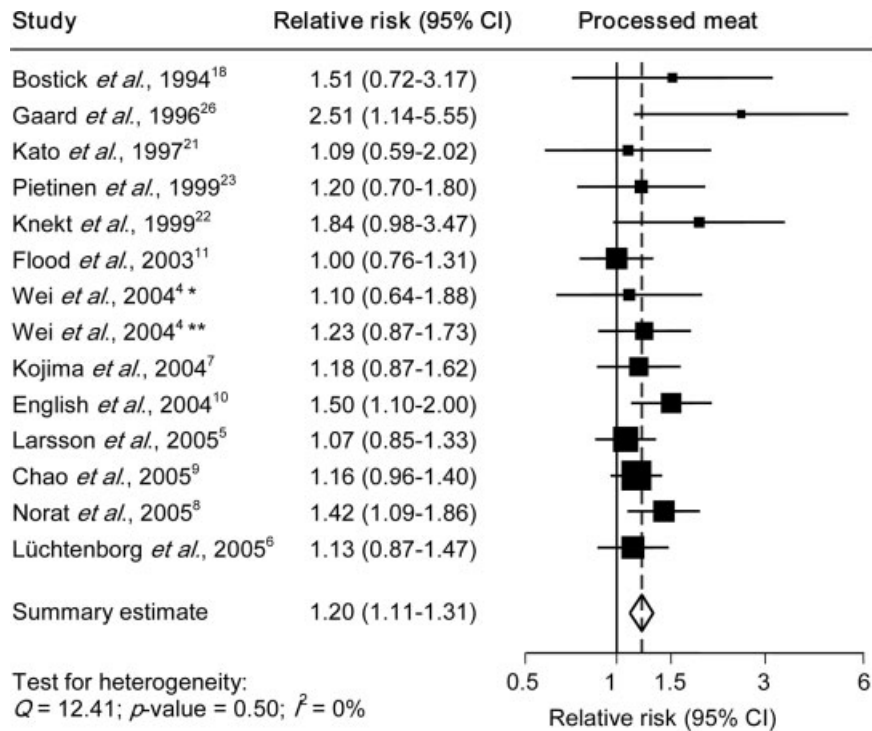 Study Relative risk (95% CI) Processed meat
Bostick et al., 1994¹⁸ 1.51 (0.72-3.17)
Gaard et al., 1996²⁶ 2.51 (1.14-5.55)
Kato et al., 1997²¹ 1.09 (0.59-2.02)
Pietinen et al., 1999²³ 1.20 (0.70-1.80)
Knekt et al., 1999²² 1.84 (0.98-3.47)
Flood et al., 2003¹¹ 1.00 (0.76-1.31)
Wei et al., 2004⁴ * 1.10 (0.64-1.88)
Wei et al., 2004⁴ ** 1.23 (0.87-1.73)
Kojima et al., 2004⁷ 1.18 (0.87-1.62)
English et al., 2004¹⁰ 1.50 (1.10-2.00)
Larsson et al., 2005⁵ 1.07 (0.85-1.33)
Chao et al., 2005⁹ 1.16 (0.96-1.40)
Norat et al., 2005⁸ 1.42 (1.09-1.86)
Lüchtenborg et al., 2005⁶ 1.13 (0.87-1.47)
Summary estimate 1.20 (1.11-1.31)
0.5 1 1.5 3 6
Relative risk (95% CI)
Test for heterogeneity:
Q = 12.41; p-value = 0.50; I² = 0%